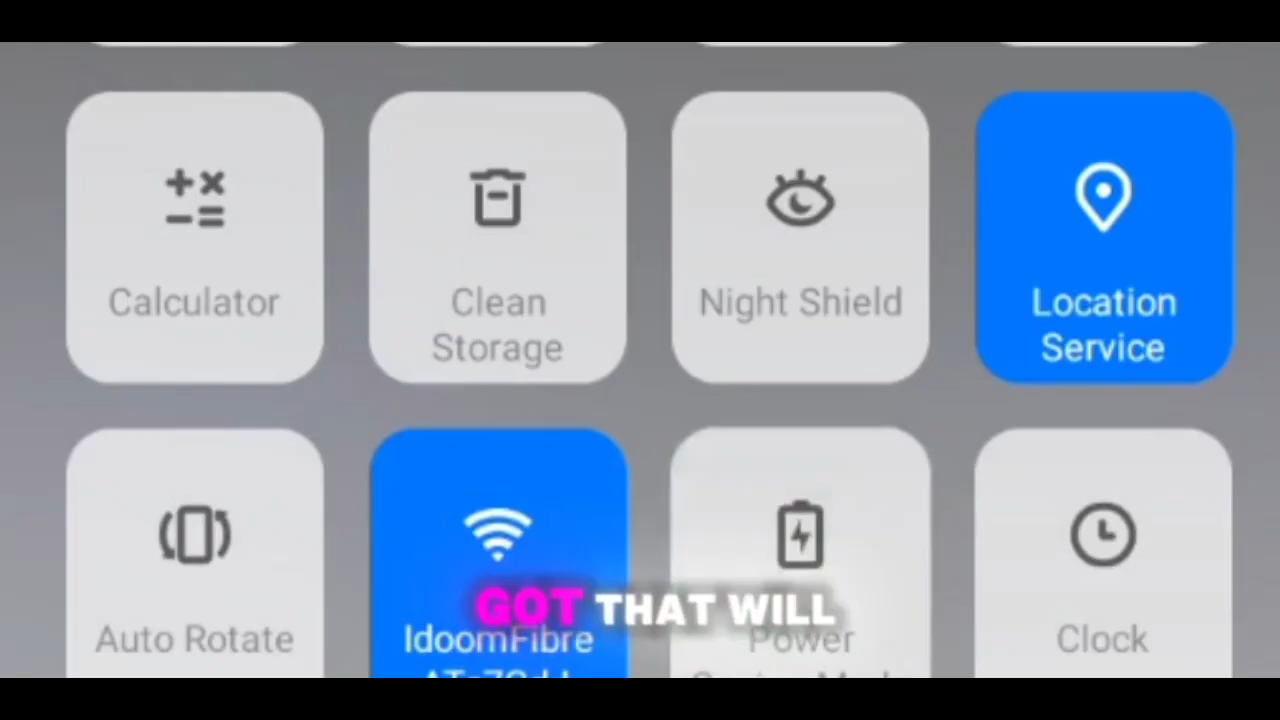 Calculator
Clean
Storage
Night Shield
Location
Service
GOT THAT WILL
Auto Rotate
IdoomFibre
Power
Clock